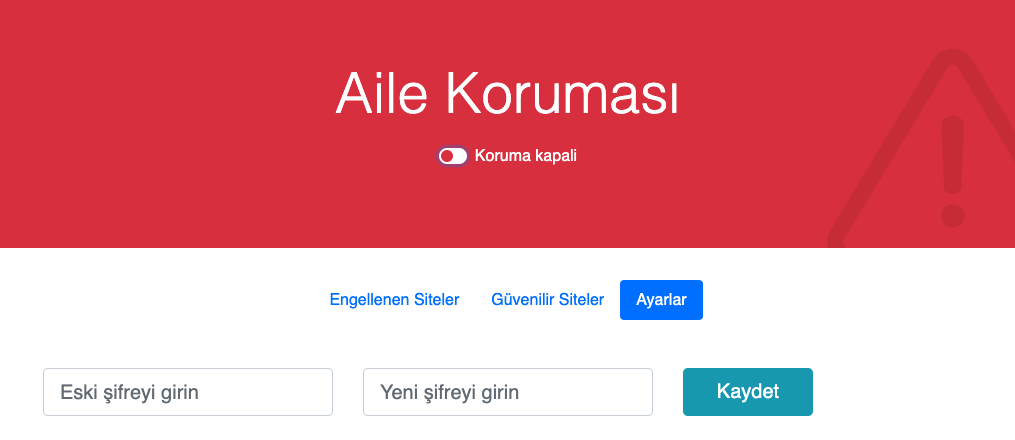 Aile Koruması
Koruma kapali
Engellenen Siteler Güvenilir Siteler Ayarlar
Eski şifreyi girin Yeni şifreyi girin Kaydet